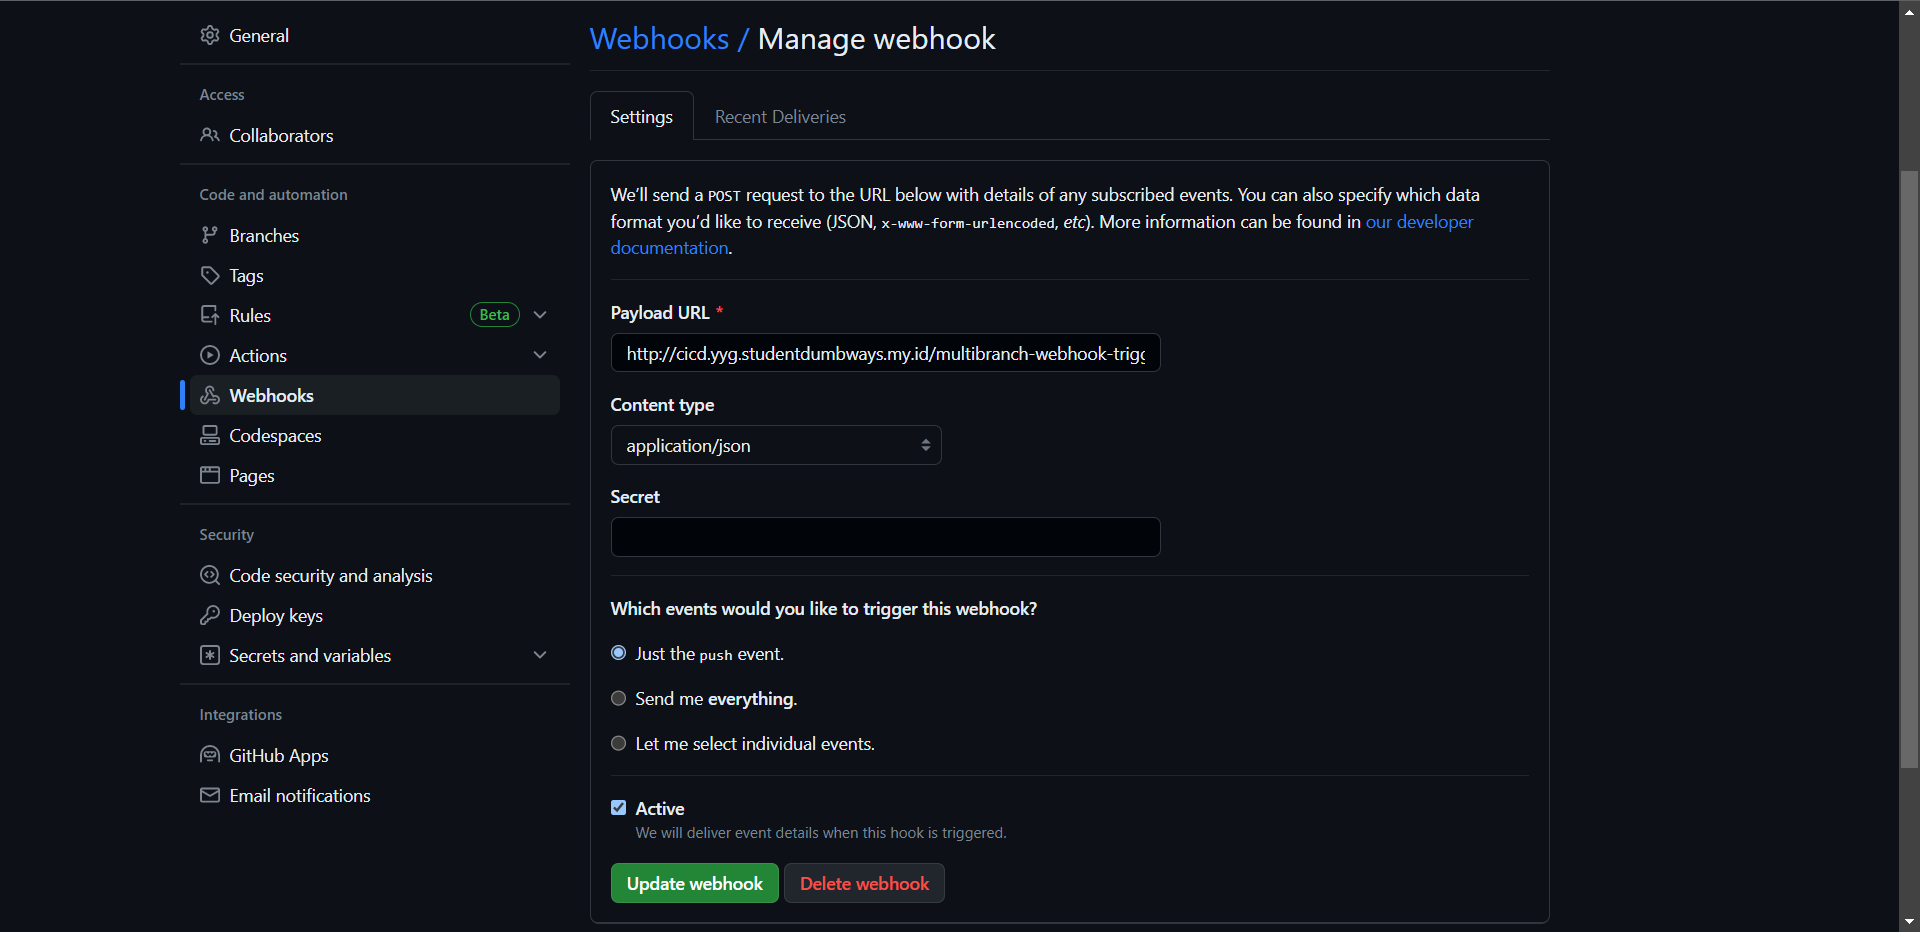 General
Access
Collaborators
Code and automation
Branches
Tags
Rules Beta
Actions
Webhooks
Codespaces
Pages
Security
Code security and analysis
Deploy keys
Secrets and variables
Integrations
GitHub Apps
Email notifications
Webhooks / Manage webhook
Settings Recent Deliveries
We’ll send a POST request to the URL below with details of any subscribed events. You can also specify which data
format you’d like to receive (JSON, x-www-form-urlencoded, etc). More information can be found in our developer
documentation.
Payload URL *
http://cicd.yyg.studentdumbways.my.id/multibranch-webhook-trigg
Content type
application/json
Secret
Which events would you like to trigger this webhook?
Just the push event.
Send me everything.
Let me select individual events.
Active
We will deliver event details when this hook is triggered.
Update webhook Delete webhook